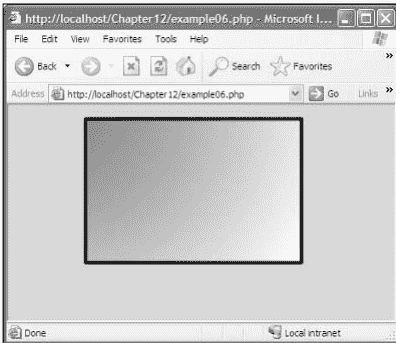 http://localhost/Chapter12/example06.php - Microsoft I...
File Edit View Favorites Tools Help
Back Search Favorites »
Address http://localhost/Chapter12/example06.php Go Links »
Done Local intranet